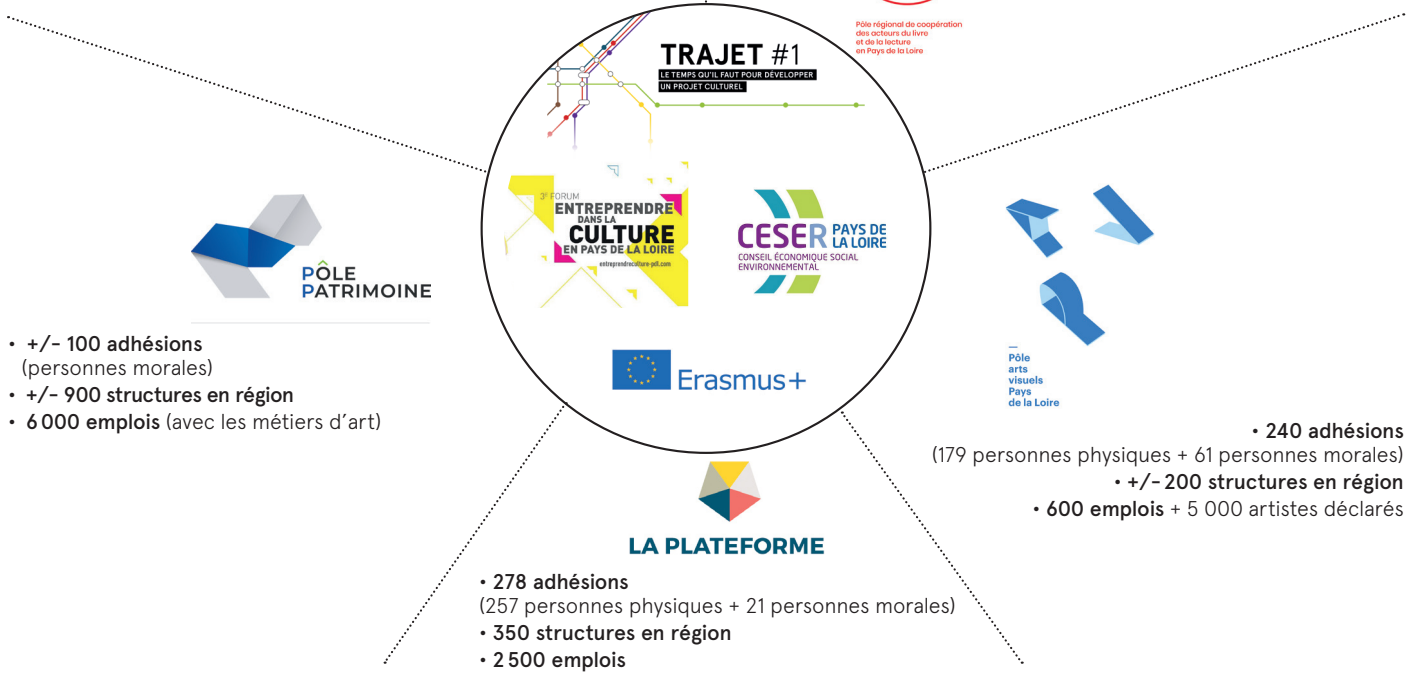 Pôle régional de coopération
des acteurs du livre
et de la lecture
en Pays de la Loire
TRAJET #1
LE TEMPS QU'IL FAUT POUR DÉVELOPPER
UN PROJET CULTUREL
3E FORUM
ENTREPRENDRE
DANS LA
CULTURE
EN PAYS DE LA LOIRE
entreprendreculture-pdl.com
CESER PAYS DE
LA LOIRE
CONSEIL ÉCONOMIQUE SOCIAL
ENVIRONNEMENTAL
Erasmus+
PÔLE
PATRIMOINE
• +/- 100 adhésions
(personnes morales)
• +/- 900 structures en région
• 6 000 emplois (avec les métiers d'art)
Pôle
arts
visuels
Pays
de la Loire
• 240 adhésions
(179 personnes physiques + 61 personnes morales)
• +/- 200 structures en région
• 600 emplois + 5 000 artistes déclarés
LA PLATEFORME
• 278 adhésions
(257 personnes physiques + 21 personnes morales)
• 350 structures en région
• 2 500 emplois